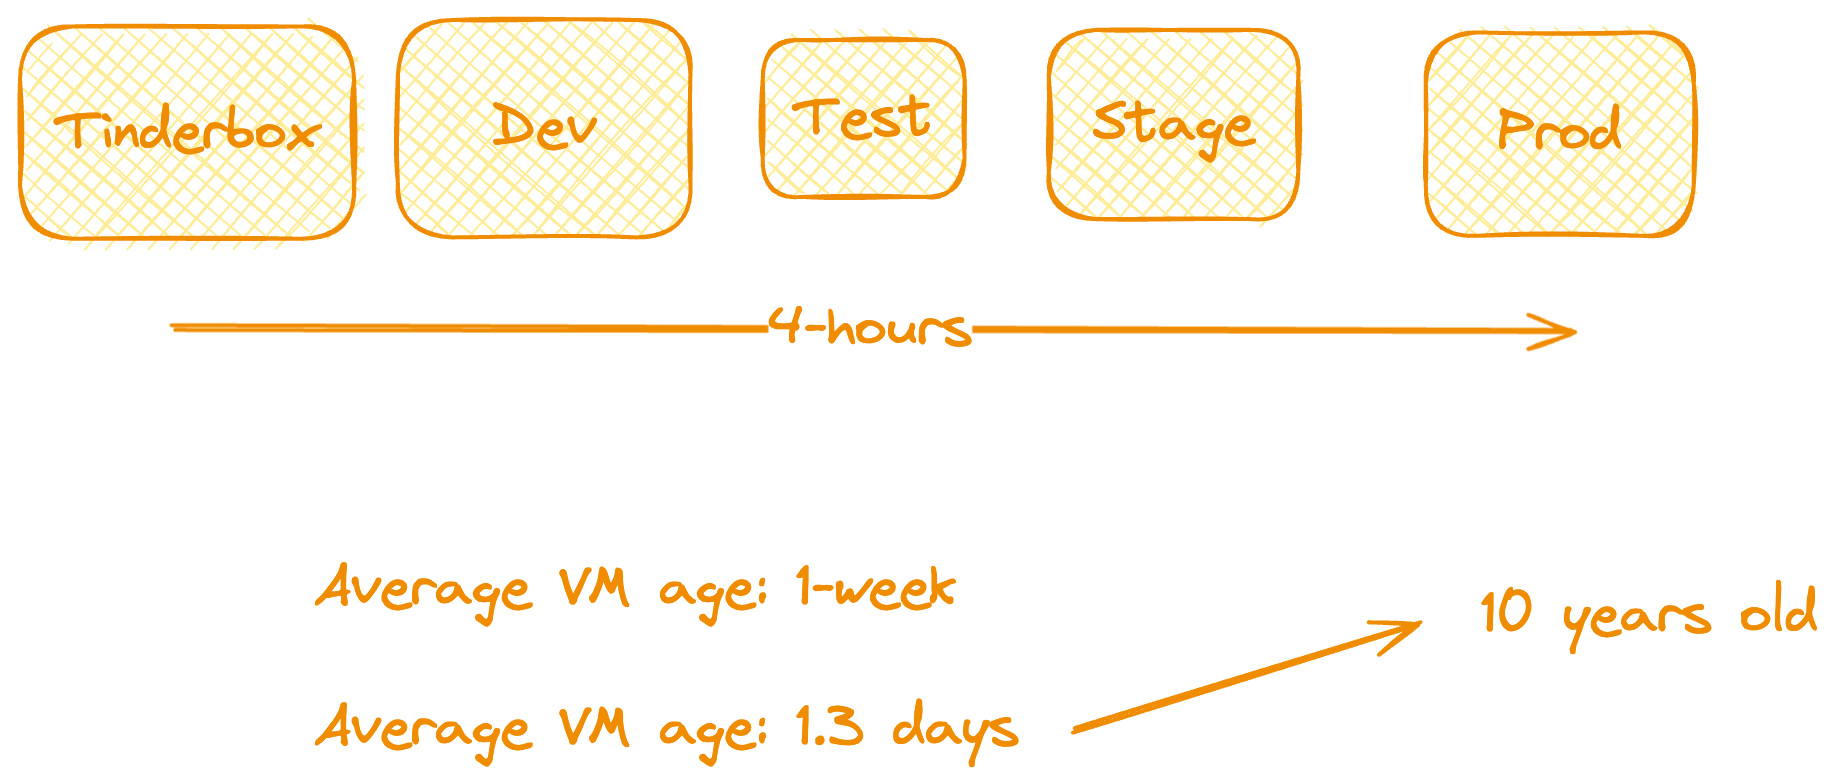 Tinderbox
Dev
Test
Stage
Prod
4-hours
Average VM age: 1-week
10 years old
Average VM age: 1.3 days